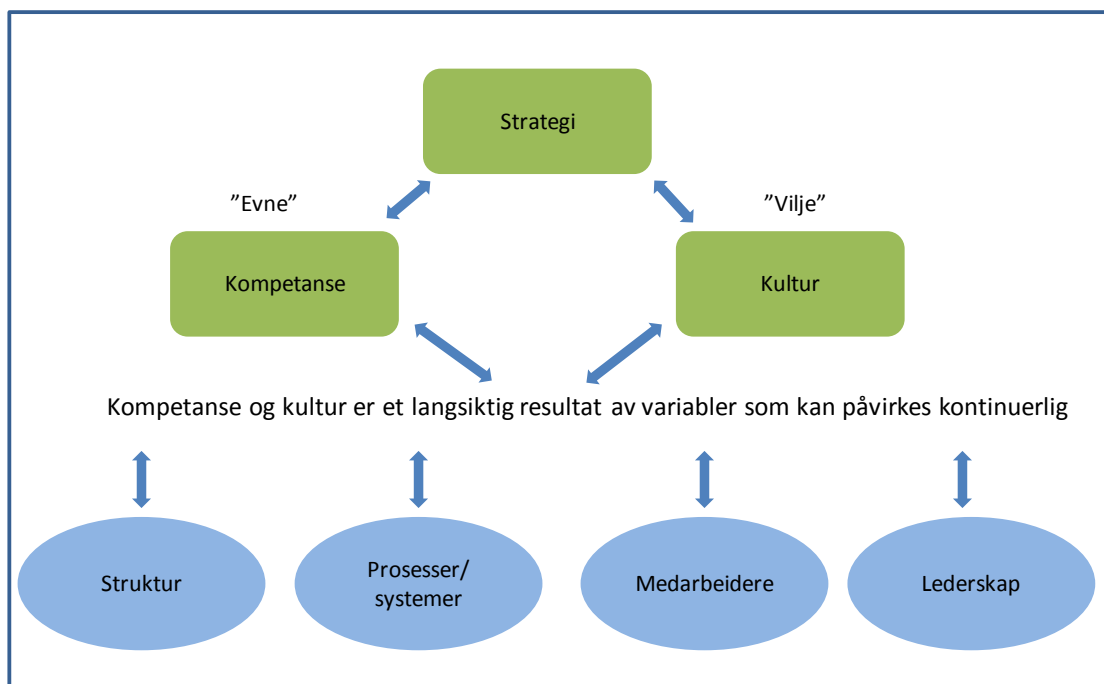 Strategi
”Evne”
”Vilje”
Kompetanse
Kultur
Kompetanse og kultur er et langsiktig resultat av variabler som kan påvirkes kontinuerlig
Struktur
Prosesser/
systemer
Medarbeidere
Lederskap